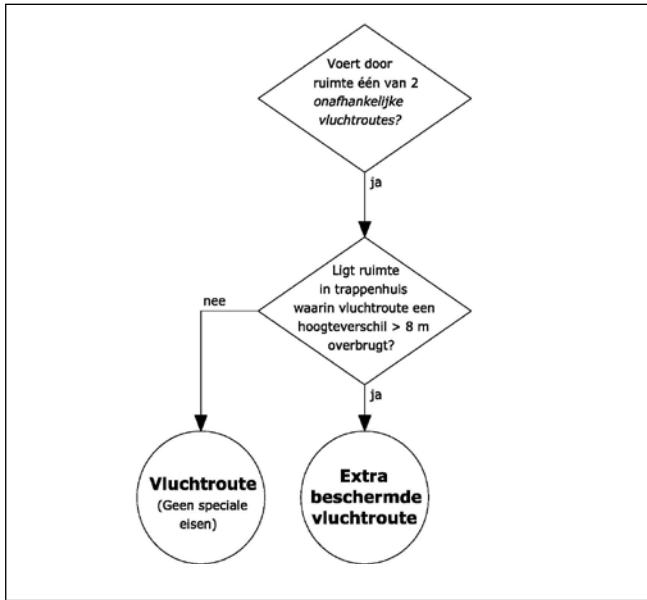 Voert door
ruimte één van 2
onafhankelijke
vluchtroutes?
ja
Ligt ruimte
in trappenhuis
waarin vluchtroute een
hoogteverschil > 8 m
overbrugt?
nee
ja
Vluchtroute
(Geen speciale
eisen)
Extra
beschermde
vluchtroute